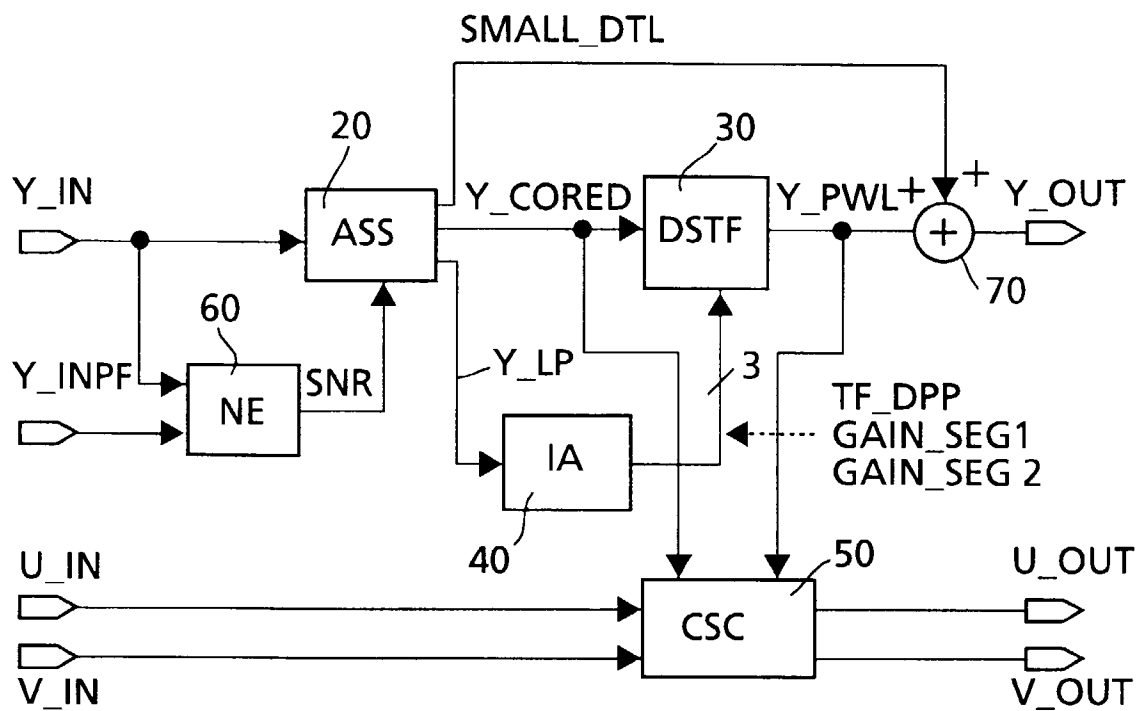 SMALL_DTL
20
30
Y_IN
Y_CORED
Y_PWL
+
+
Y_OUT
ASS
DSTF
+
60
70
Y_INPF
SNR
Y_LP
3
NE
TF_DPP
GAIN_SEG1
GAIN_SEG 2
IA
40
50
U_IN
U_OUT
CSC
V_IN
V_OUT